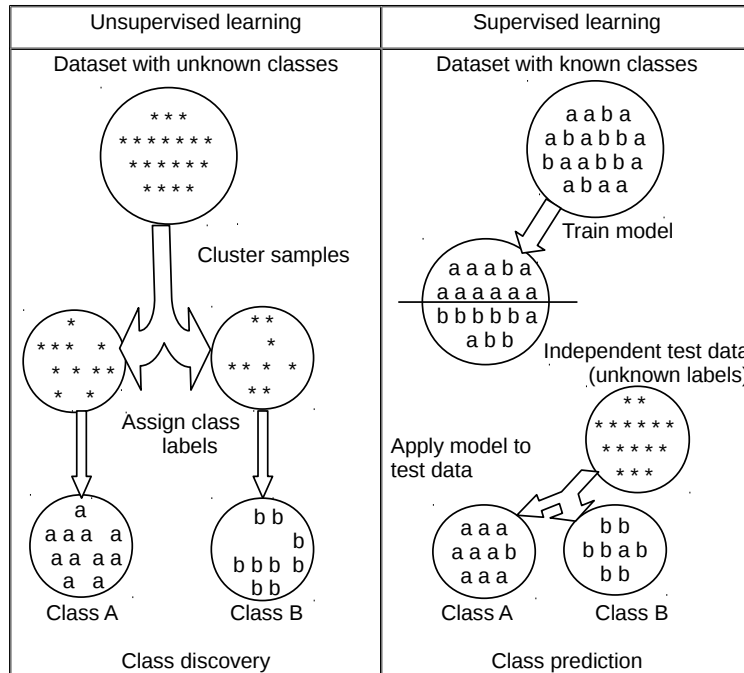 Unsupervised learning
Dataset with unknown classes
* * *
* * * * * * *
* * * * * *
* * * *
Cluster samples
*
* * * *
* * * *
* *
* *
*
* * * *
* *
Assign class
labels
a
a a a a
a a a a
a a
b b
b
b b b b
b b
Class A
Class B
Class discovery
Supervised learning
Dataset with known classes
a a b a
a b a b b a
b a a b b a
a b a a
Train model
a a a b a
a a a a a a
b b b b b a
a b b
Independent test data
(unknown labels)
* *
* * * * * *
* * * * *
* * *
Apply model to
test data
a a a
a a a b
a a a
b b
b b a b
b b
Class A
Class B
Class prediction